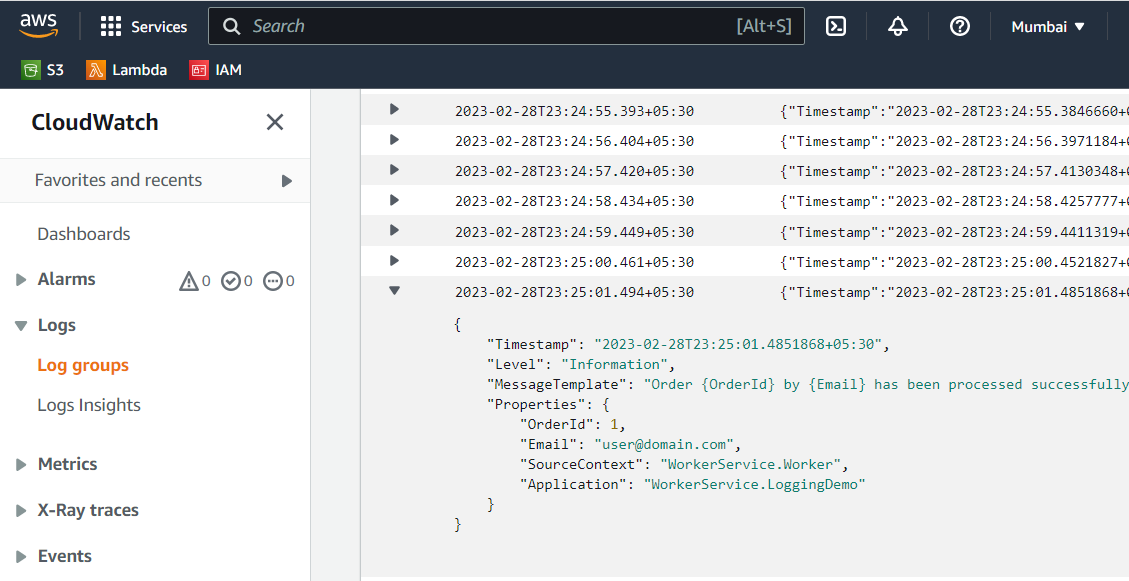 aws
Services
Search
[Alt+S]
Mumbai
S3
Lambda
IAM
CloudWatch
Favorites and recents
Dashboards
Alarms
0
0
0
Logs
Log groups
Logs Insights
Metrics
X-Ray traces
Events
2023-02-28T23:24:55.393+05:30 {"Timestamp":"2023-02-28T23:24:55.3846660+0
2023-02-28T23:24:56.404+05:30 {"Timestamp":"2023-02-28T23:24:56.3971184+0
2023-02-28T23:24:57.420+05:30 {"Timestamp":"2023-02-28T23:24:57.4130348+0
2023-02-28T23:24:58.434+05:30 {"Timestamp":"2023-02-28T23:24:58.4257777+0
2023-02-28T23:24:59.449+05:30 {"Timestamp":"2023-02-28T23:24:59.4411319+0
2023-02-28T23:25:00.461+05:30 {"Timestamp":"2023-02-28T23:25:00.4521827+0
2023-02-28T23:25:01.494+05:30 {"Timestamp":"2023-02-28T23:25:01.4851868+0
{
"Timestamp": "2023-02-28T23:25:01.4851868+05:30",
"Level": "Information",
"MessageTemplate": "Order {OrderId} by {Email} has been processed successfully
"Properties": {
"OrderId": 1,
"Email": "user@domain.com",
"SourceContext": "WorkerService.Worker",
"Application": "WorkerService.LoggingDemo"
}
}